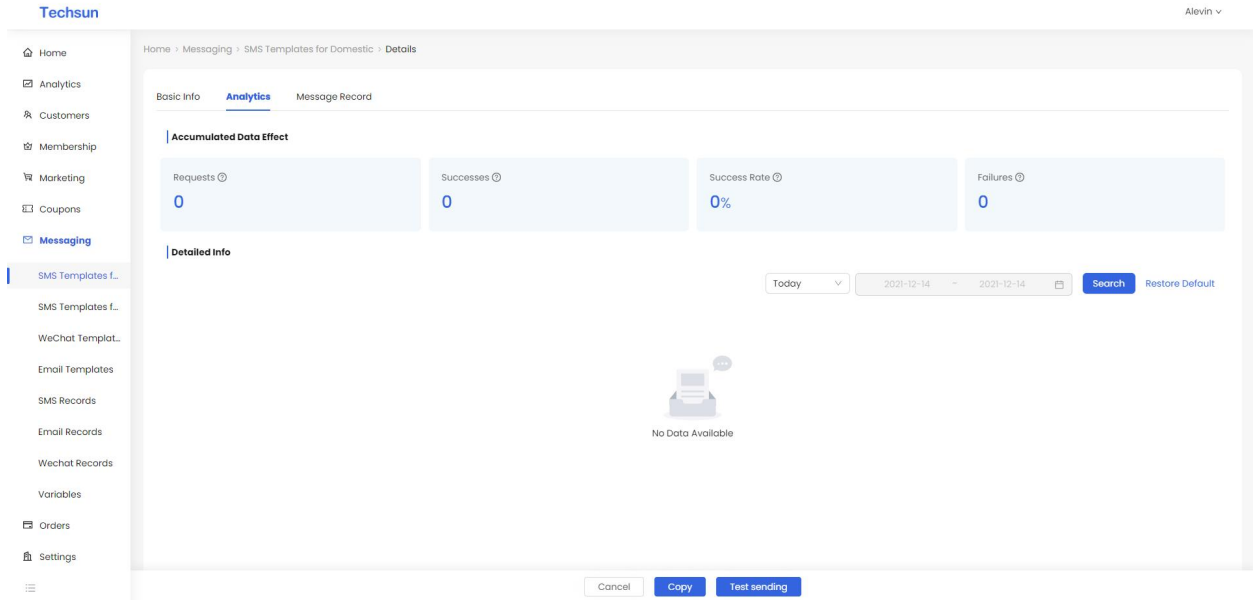 Techsun
Alevin
Home
Analytics
Customers
Membership
Marketing
Coupons
Messaging
SMS Templates f...
SMS Templates f...
WeChat Templat...
Email Templates
SMS Records
Email Records
Wechat Records
Variables
Orders
Settings
Home > Messaging > SMS Templates for Domestic > Details
Basic Info Analytics Message Record
Accumulated Data Effect
Requests Successes Success Rate Failures
0 0 0% 0
Detailed Info
Today 2021-12-14 ~ 2021-12-14 Search Restore Default
No Data Available
Cancel Copy Test sending